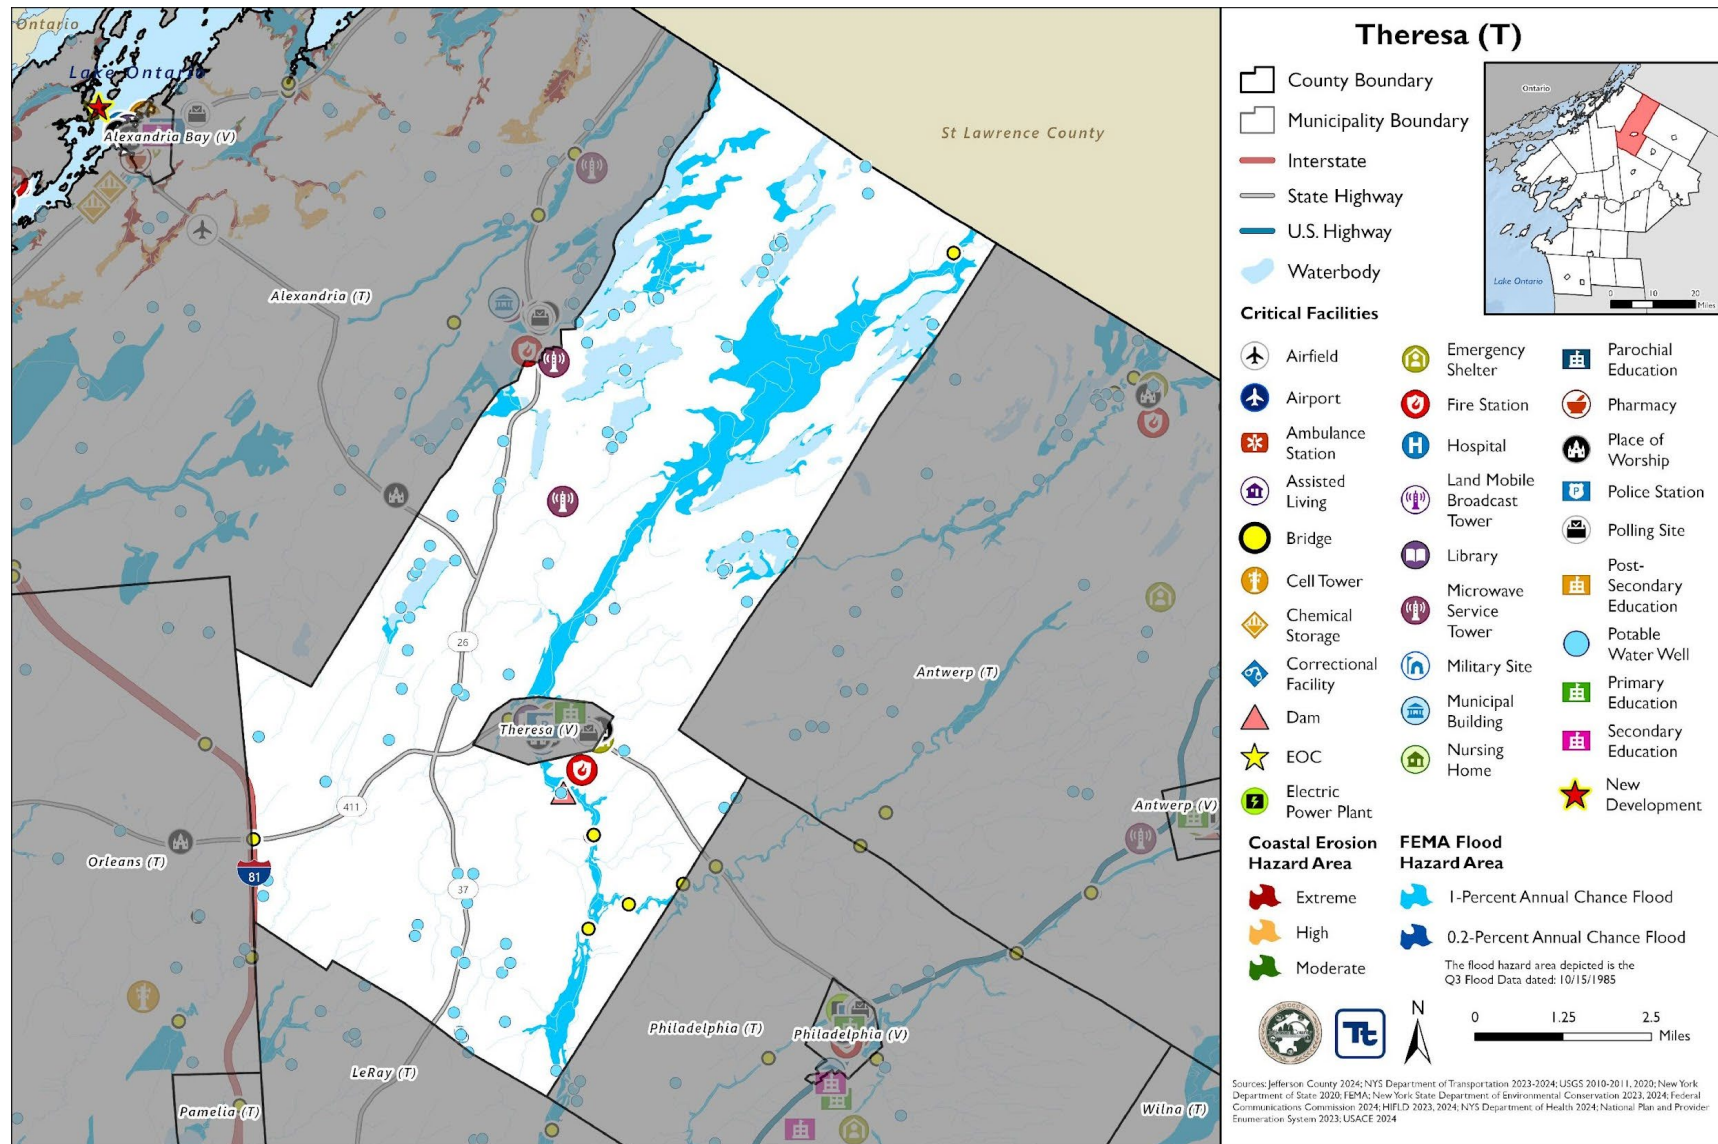 Ontario
Lake Ontario
Alexandria Bay (V)
St Lawrence County
Alexandria (T)
26
Antwerp (T)
Theresa (V)
411
Antwerp (V)
Orleans (T)
81
37
Philadelphia (T)
Philadelphia (V)
LeRay (T)
Pamelia (T)
Wilna (T)
Theresa (T)
County Boundary
Municipality Boundary
Interstate
State Highway
U.S. Highway
Waterbody
Ontario
Lake Ontario
0 10 20
Miles
Critical Facilities
Airfield
Airport
Ambulance
Station
Assisted
Living
Bridge
Cell Tower
Chemical
Storage
Correctional
Facility
Dam
EOC
Electric
Power Plant
Emergency
Shelter
Fire Station
Hospital
Land Mobile
Broadcast
Tower
Library
Microwave
Service
Tower
Military Site
Municipal
Building
Nursing
Home
Parochial
Education
Pharmacy
Place of
Worship
Police Station
Polling Site
Post-
Secondary
Education
Potable
Water Well
Primary
Education
Secondary
Education
New
Development
Coastal Erosion
Hazard Area
Extreme
High
Moderate
FEMA Flood
Hazard Area
1-Percent Annual Chance Flood
0.2-Percent Annual Chance Flood
The flood hazard area depicted is the
Q3 Flood Data dated: 10/15/1985
Tt
N
0 1.25 2.5
Miles
Sources: Jefferson County 2024; NYS Department of Transportation 2023-2024; USGS 2010-2011, 2020; New York
Department of State 2020; FEMA; New York State Department of Environmental Conservation 2023, 2024; Federal
Communications Commission 2024; HIFLD 2023, 2024; NYS Department of Health 2024; National Plan and Provider
Enumeration System 2023; USACE 2024